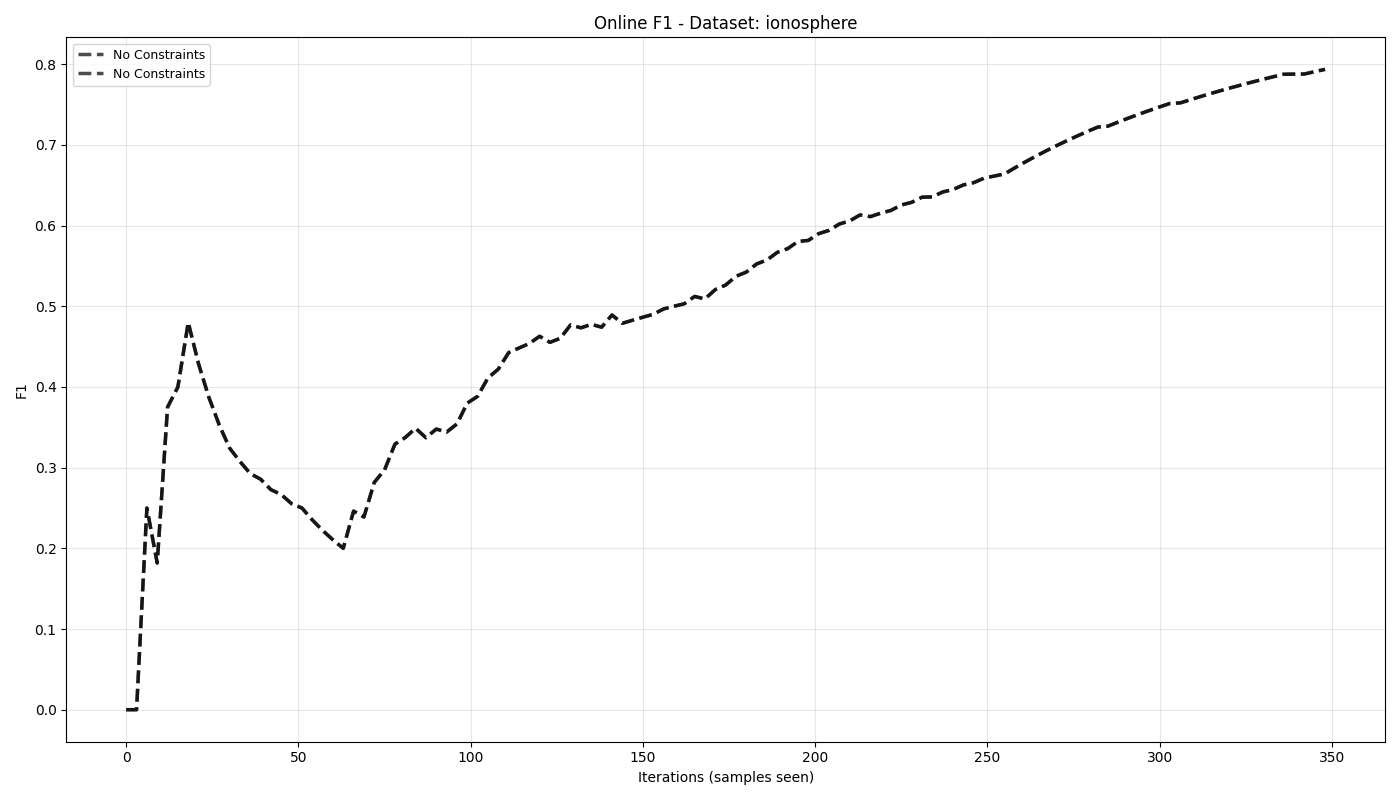 Online F1 - Dataset: ionosphere
No Constraints
No Constraints
0.8
0.7
0.6
0.5
0.4
0.3
0.2
0.1
0.0
F1
0 50 100 150 200 250 300 350
Iterations (samples seen)